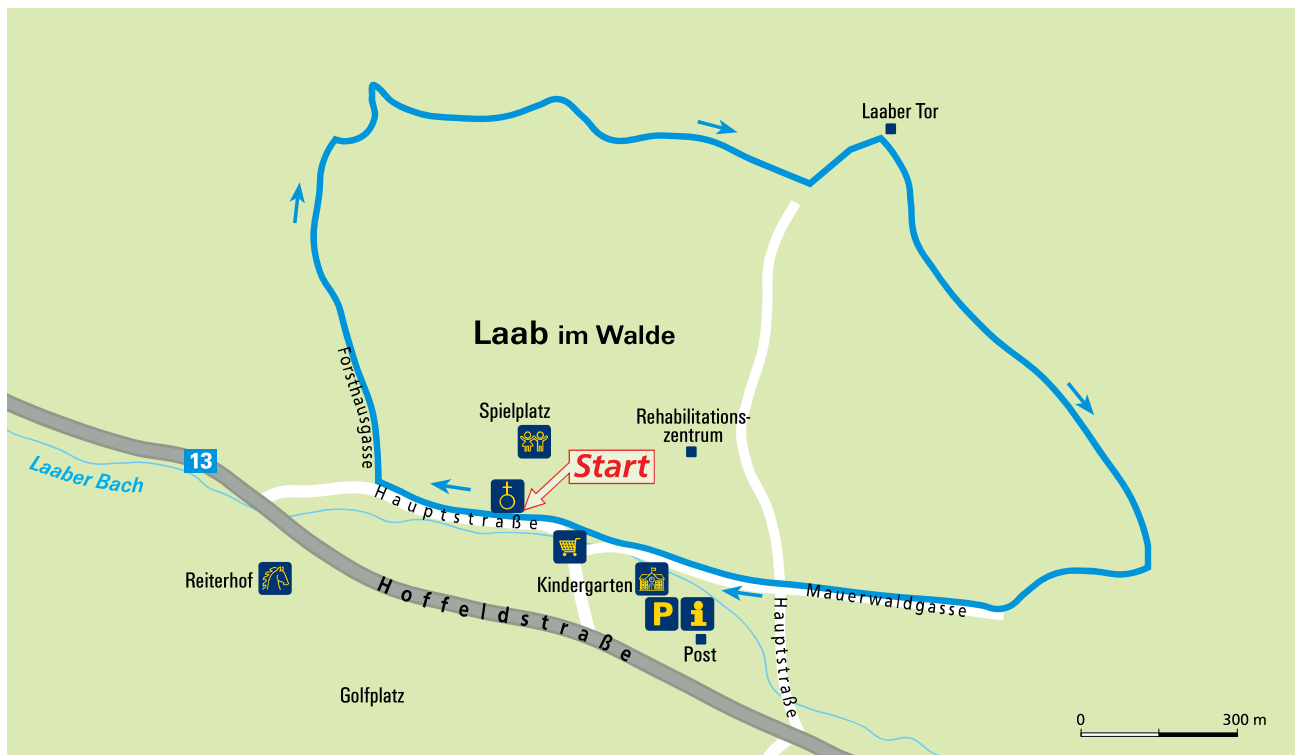 Laaber Tor
Laab im Walde
Forsthausgasse
Spielplatz
Rehabilitations-
zentrum
Start
13
Laaber Bach
Hauptstraße
Reiterhof
Kindergarten
Hoffeldstraße
Mauerwaldgasse
P i
Hauptstraße
Post
Golfplatz
0 300 m